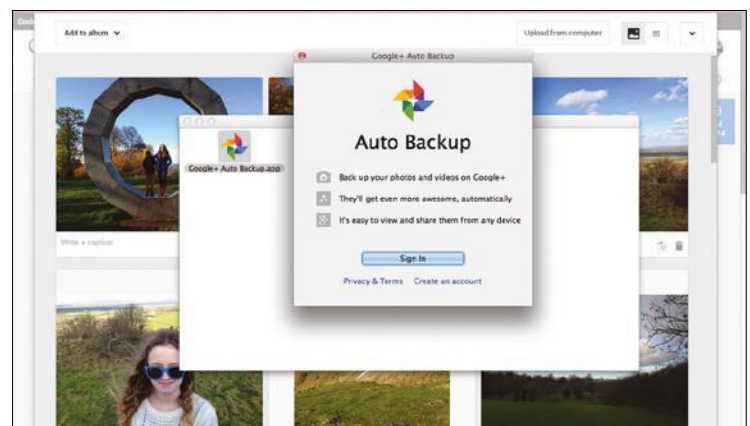 Add to album
Upload from computer
Google+ Auto Backup
Auto Backup
Google+ Auto Backup.app
Back up your photos and videos on Google+
They'll get even more awesome, automatically
It's easy to view and share them from any device
Write a caption
Sign In
Privacy & Terms Create an account